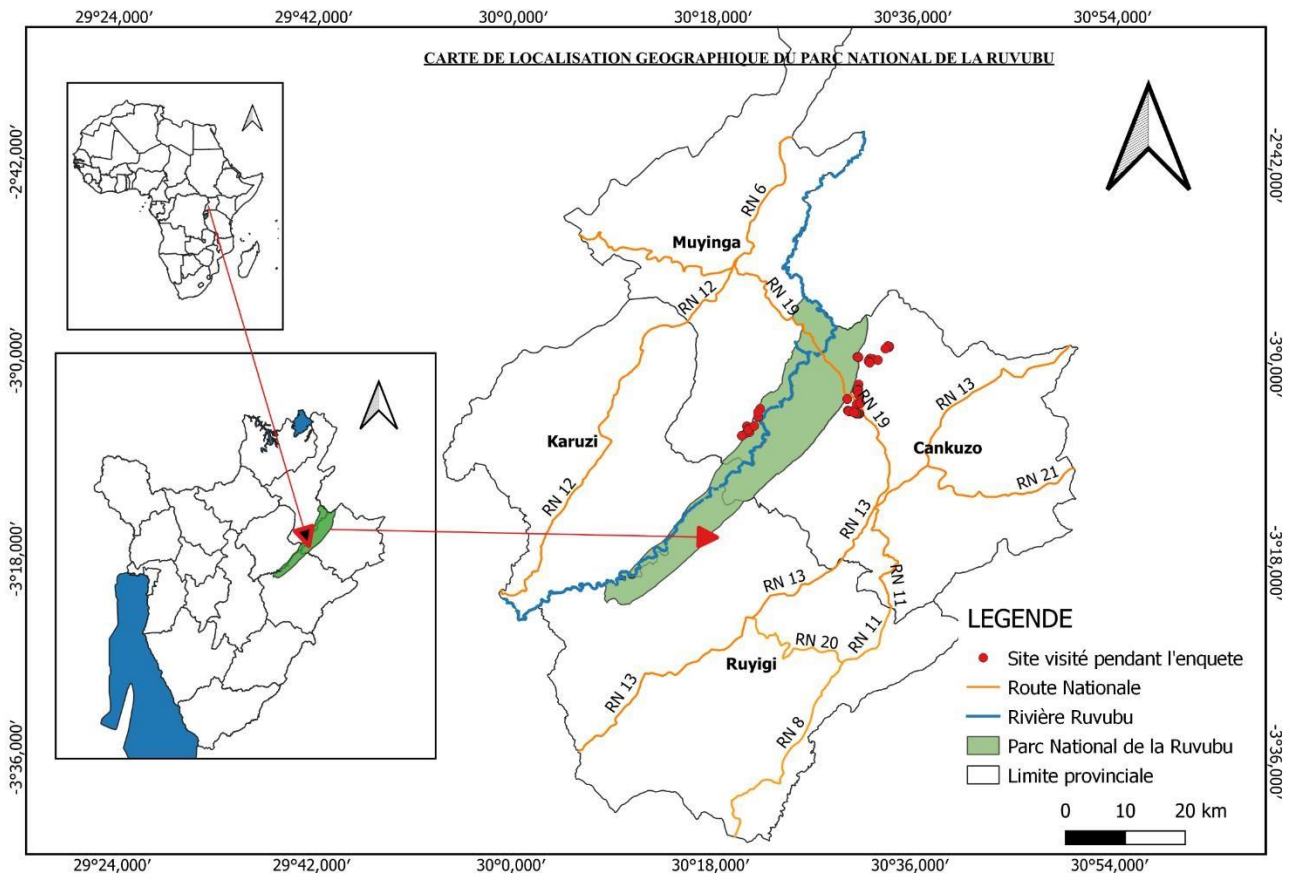 29°24,000′ 29°42,000′ 30°0,000′ 30°18,000′ 30°36,000′ 30°54,000′
CARTE DE LOCALISATION GEOGRAPHIQUE DU PARC NATIONAL DE LA RUVUBU
-2°42,000′ -2°42,000′
RN 6
Muyinga
RN 12
RN 19
-3°0,000′ -3°0,000′
RN 13
RN 19
Karuzi
Cankuzo
RN 12
RN 21
RN 13
-3°18,000′ -3°18,000′
RN 13
RN 11
LEGENDE
RN 20
RN 11
Ruyigi
Site visité pendant l'enquete
RN 13
Route Nationale
RN 8
Rivière Ruvubu
-3°36,000′ -3°36,000′
Parc National de la Ruvubu
Limite provinciale
0 10 20 km
29°24,000′ 29°42,000′ 30°0,000′ 30°18,000′ 30°36,000′ 30°54,000′